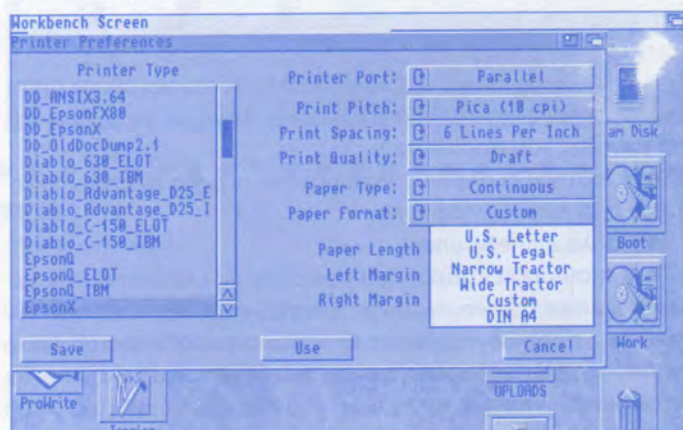 Workbench Screen
Printer Preferences
Printer Type
DD_ANSIX3.64
DD_EpsonFX80
DD_EpsonX
DD_OldDocDump2.1
Diablo_630_ELOT
Diablo_630_IBM
Diablo_Advantage_D25_E
Diablo_Advantage_D25_I
Diablo_C-150_ELOT
Diablo_C-150_IBM
EpsonQ
EpsonQ_ELOT
EpsonQ_IBM
EpsonX
Printer Port: Parallel
Print Pitch: Pica (10 cpi)
Print Spacing: 6 Lines Per Inch
Print Quality: Draft
Paper Type: Continuous
Paper Format: Custom
Paper Length
Left Margin
Right Margin
U.S. Letter
U.S. Legal
Narrow Tractor
Wide Tractor
Custom
DIN A4
Save
Use
Cancel
am Disk
Boot
Work
ProWrite
UPLOADS